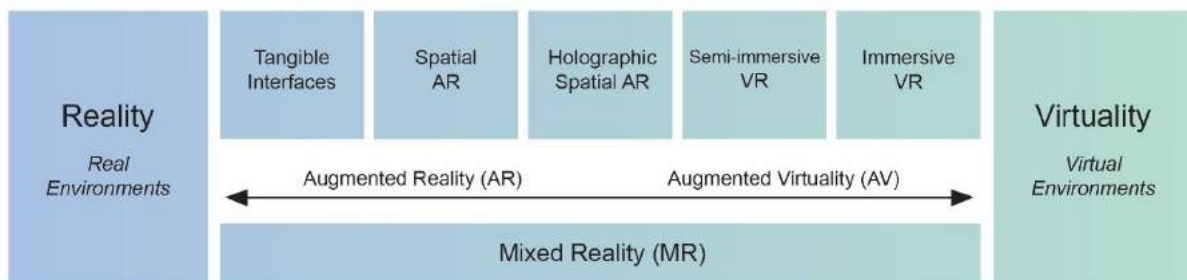 Reality
Real
Environments
Tangible
Interfaces
Spatial
AR
Holographic
Spatial AR
Semi-immersive
VR
Immersive
VR
Augmented Reality (AR)
Augmented Virtuality (AV)
Mixed Reality (MR)
Virtuality
Virtual
Environments